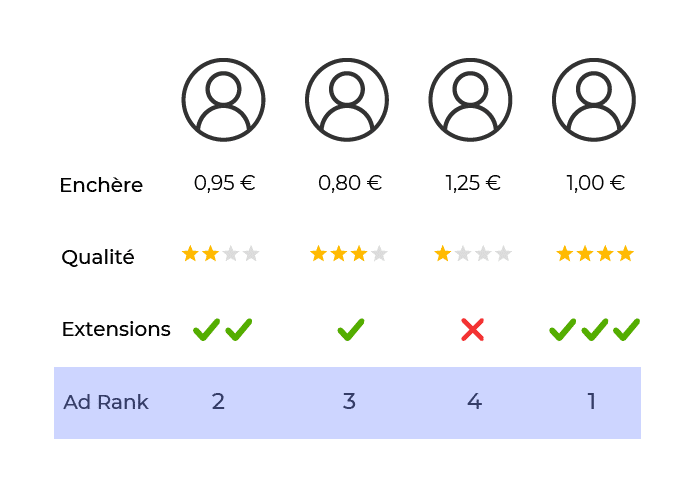 Enchère 0,95 € 0,80 € 1,25 € 1,00 €
Qualité
Extensions
Ad Rank 2 3 4 1